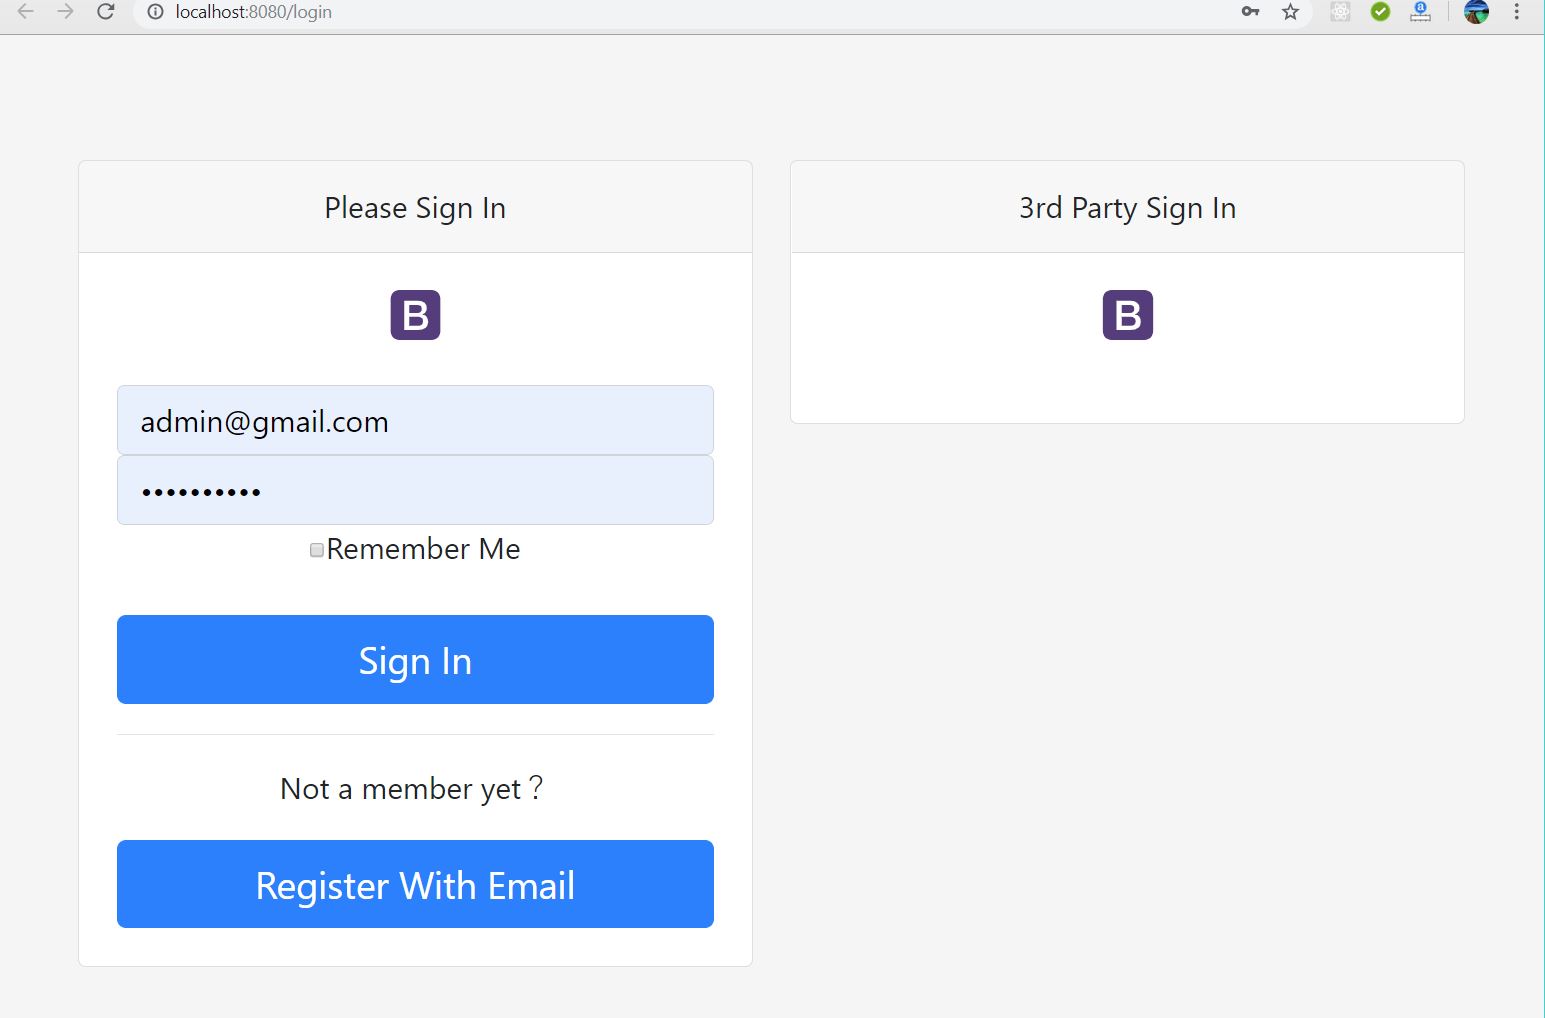 localhost:8080/login
Please Sign In
B
admin@gmail.com
••••••••••
Remember Me
Sign In
Not a member yet？
Register With Email
3rd Party Sign In
B